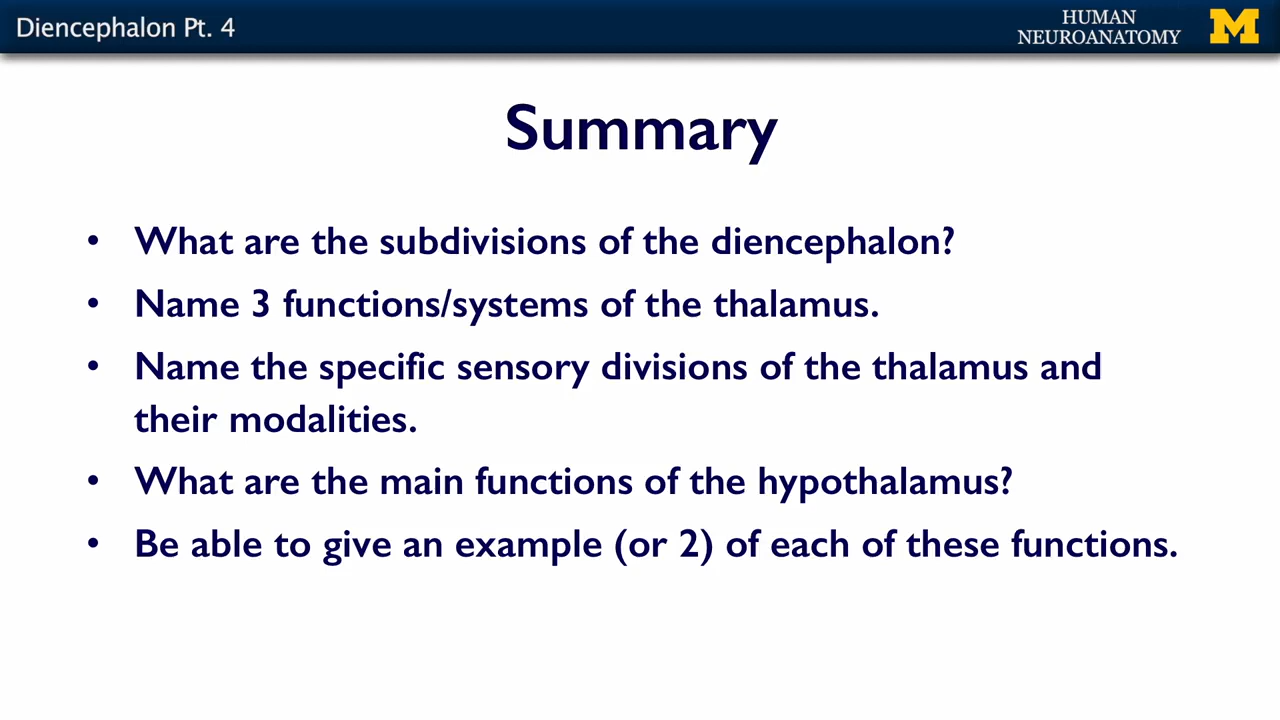 Diencephalon Pt. 4
HUMAN
NEUROANATOMY
M
Summary
• What are the subdivisions of the diencephalon?
• Name 3 functions/systems of the thalamus.
• Name the specific sensory divisions of the thalamus and
their modalities.
• What are the main functions of the hypothalamus?
• Be able to give an example (or 2) of each of these functions.